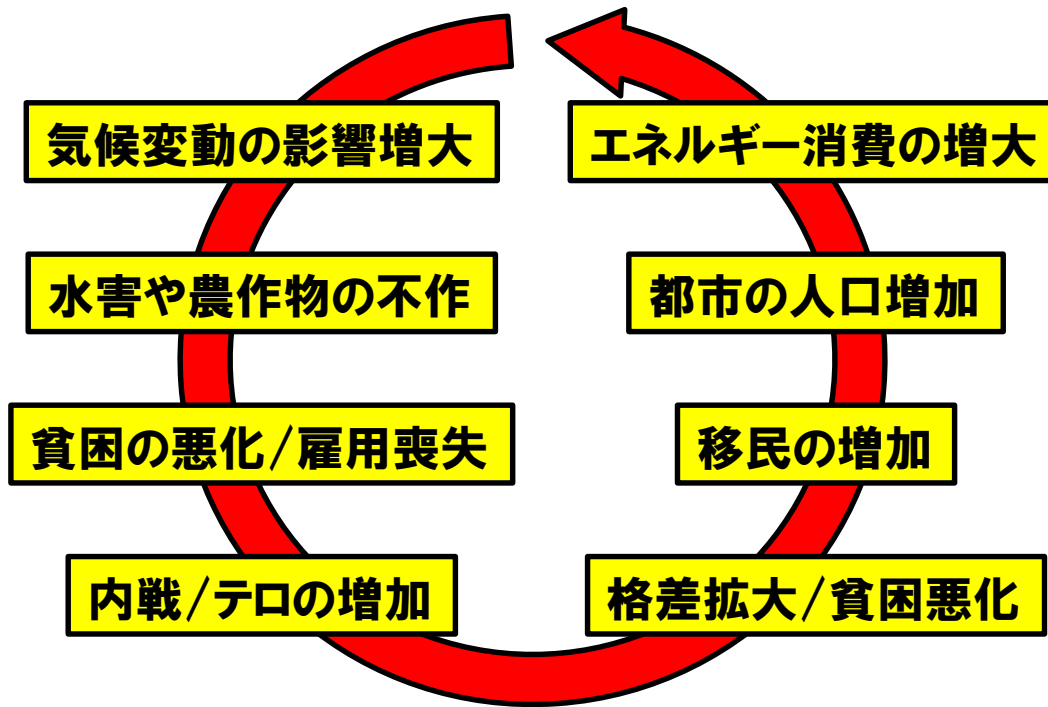 気候変動の影響増大
水害や農作物の不作
貧困の悪化/雇用喪失
内戦/テロの増加
格差拡大/貧困悪化
移民の増加
都市の人口増加
エネルギー消費の増大